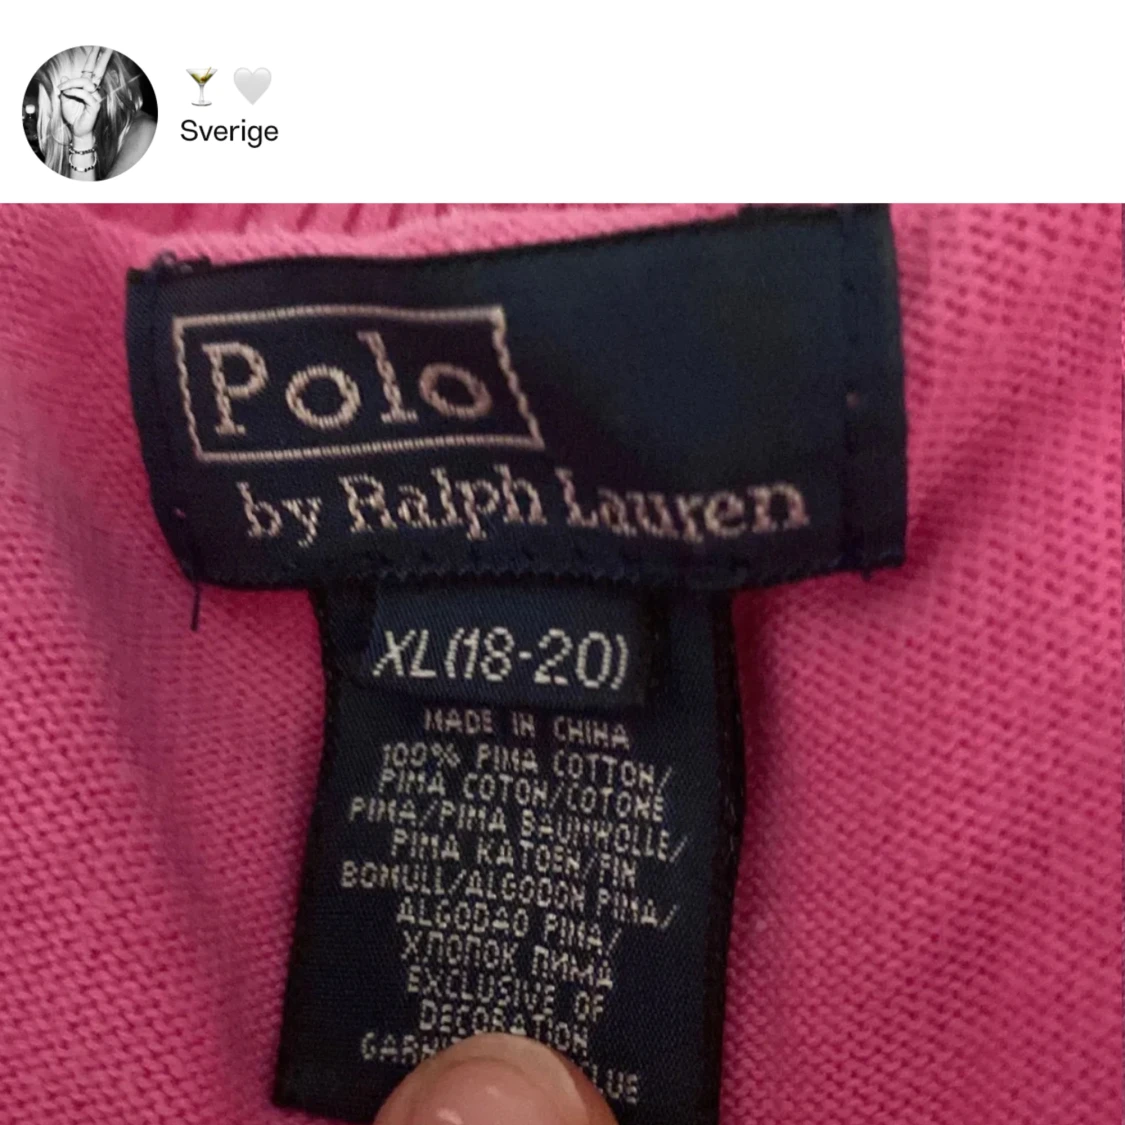 Sverige
Polo
by Ralph Lauren
XL(18-20)
MADE IN CHINA
100% PIMA COTTON/
PIMA COTON/COTONE
PIMA/PIMA BAUMWOLLE/
PIMA KATOEN/FIN
BOMULL/ALGODON PIMA/
ALGODAO PIMA/
ХЛОПОК ПИМА
EXCLUSIVE OF
DECORATION